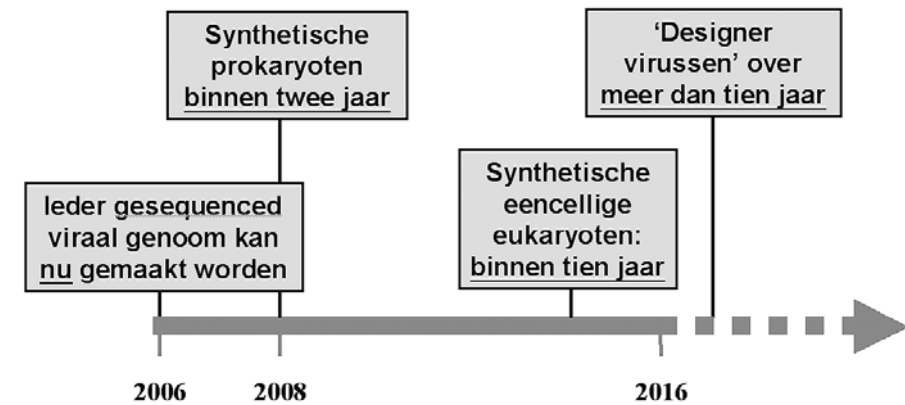 Synthetische
prokaryoten
binnen twee jaar
'Designer
virussen' over
meer dan tien jaar
Ieder gesequenced
viraal genoom kan
nu gemaakt worden
Synthetische
eencellige
eukaryoten:
binnen tien jaar
2006
2008
2016